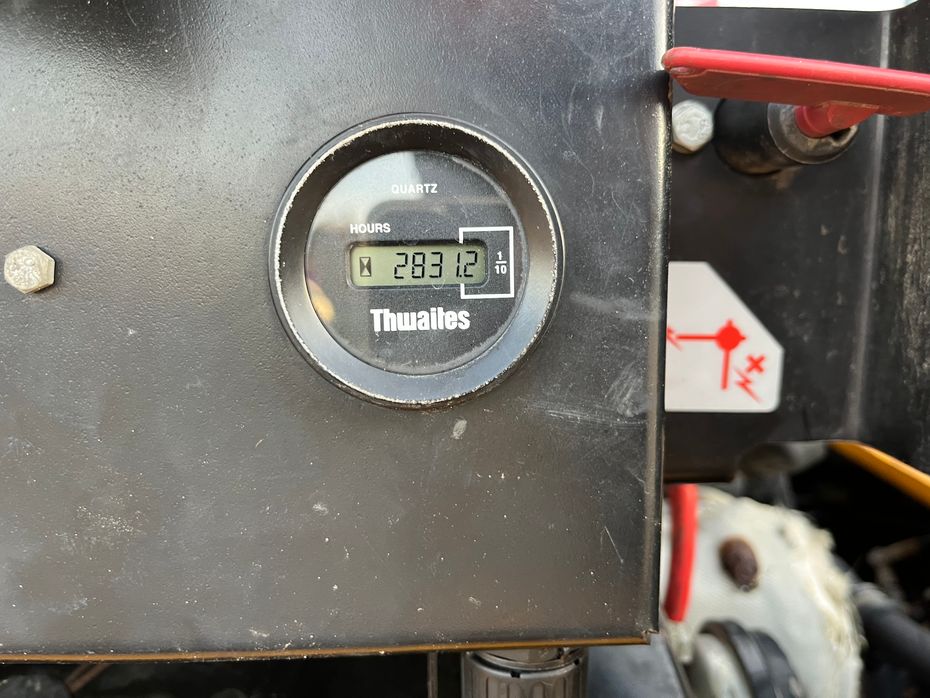 QUARTZ
HOURS
2831.2
1/10
Thwaites